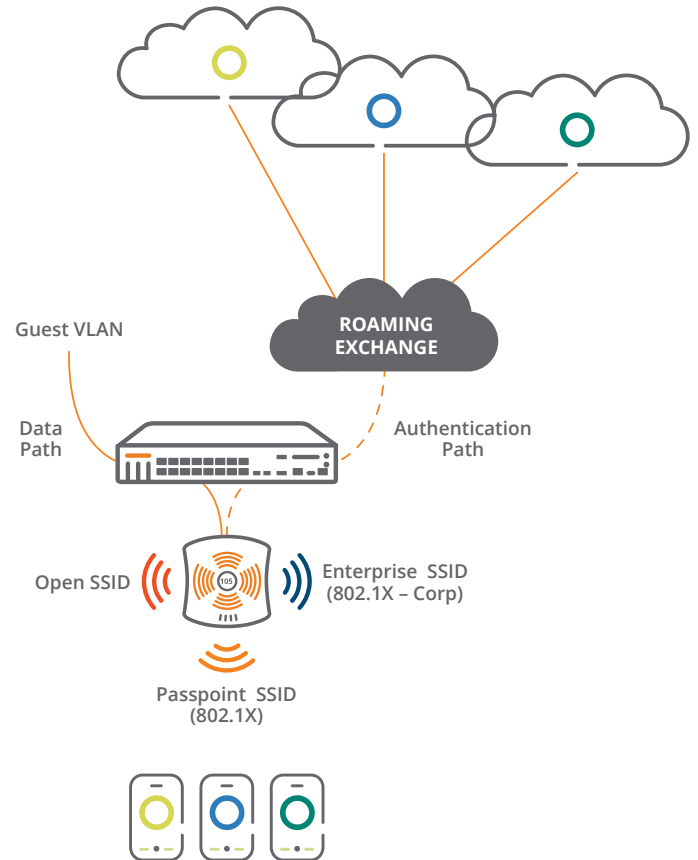 ROAMING
EXCHANGE
Guest VLAN
Data
Path
Authentication
Path
Open SSID
105
Enterprise SSID
(802.1X – Corp)
Passpoint SSID
(802.1X)